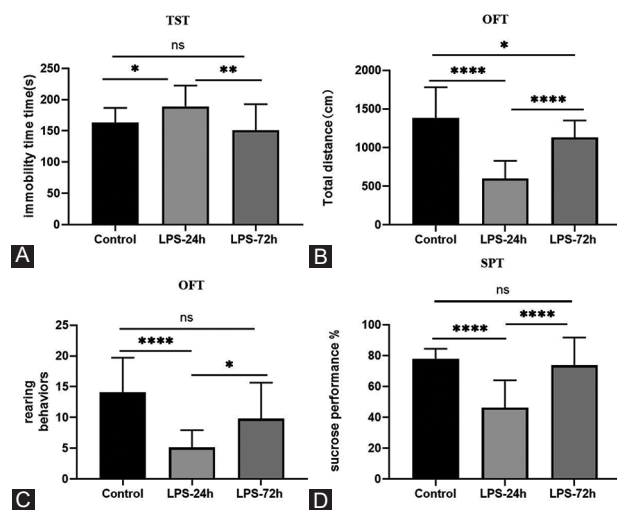 TST
ns
*
**
immobility time time(s)
250
200
150
100
50
0
Control LPS-24h LPS-72h
A
OFT
*
****
****
Total distance(cm)
2000
1500
1000
500
0
Control LPS-24h LPS-72h
B
OFT
ns
****
*
rearing
behaviors
25
20
15
10
5
0
Control LPS-24h LPS-72h
C
SPT
ns
****
****
sucrose performance %
100
80
60
40
20
0
Control LPS-24h LPS-72h
D